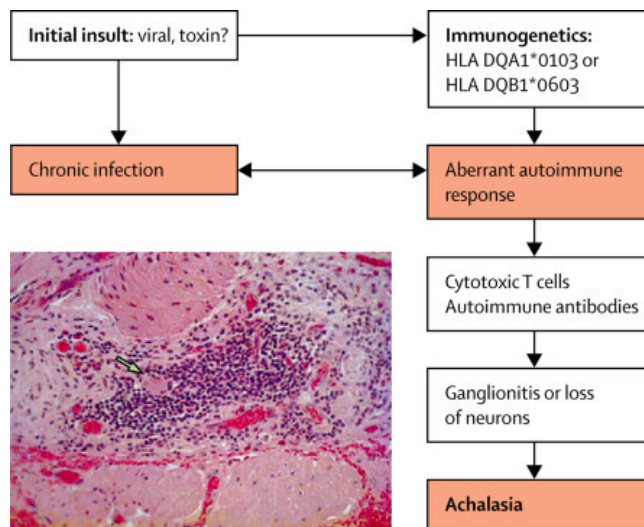 Initial insult: viral, toxin?
Immunogenetics:
HLA DQA1*0103 or
HLA DQB1*0603
Chronic infection
Aberrant autoimmune
response
Cytotoxic T cells
Autoimmune antibodies
Ganglionitis or loss
of neurons
Achalasia